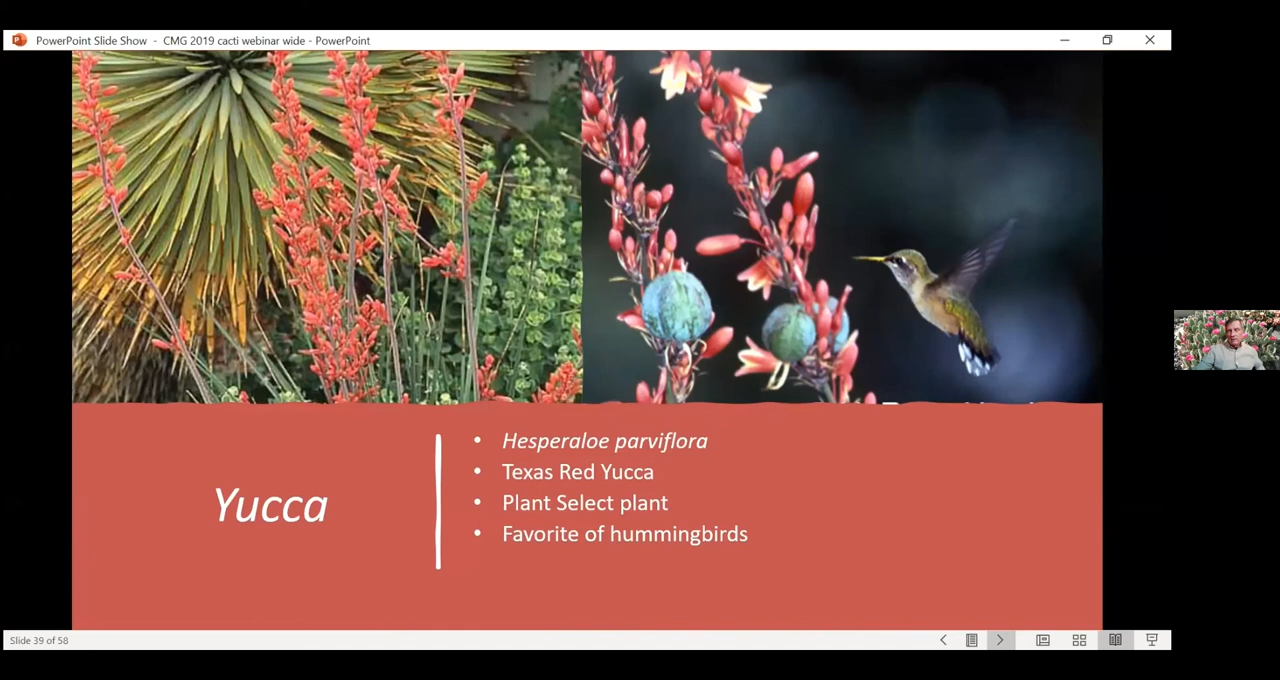 PowerPoint Slide Show - CMG 2019 cacti webinar wide - PowerPoint
Yucca
• Hesperaloe parviflora
• Texas Red Yucca
• Plant Select plant
• Favorite of hummingbirds
Slide 39 of 58